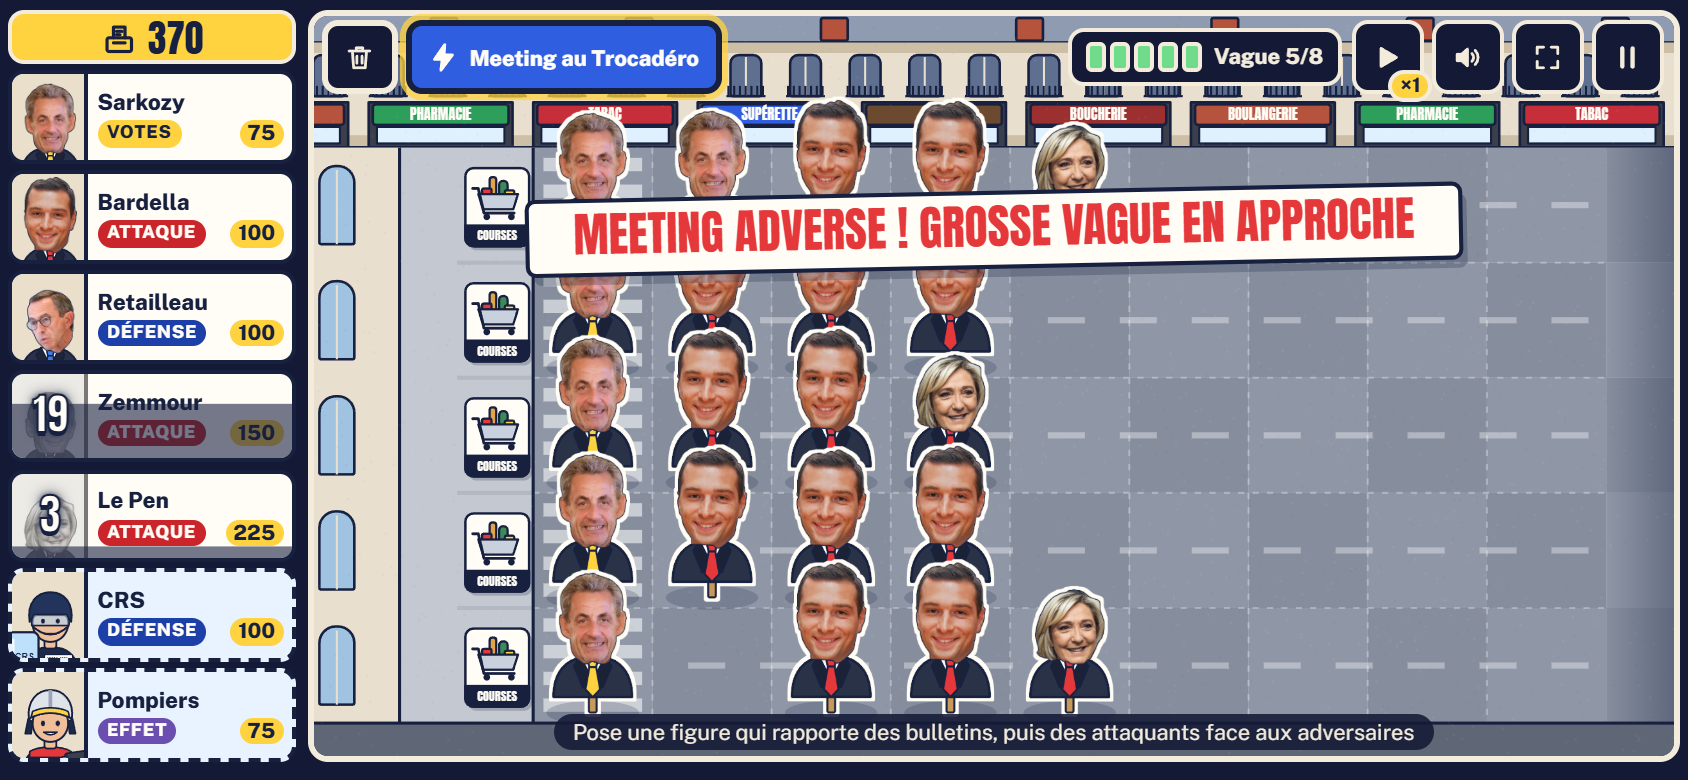 370
Sarkozy
VOTES 75
Bardella
ATTAQUE 100
Retailleau
DÉFENSE 100
19
Zemmour
ATTAQUE 150
3
Le Pen
ATTAQUE 225
CRS
DÉFENSE 100
CRS
Pompiers
EFFET 75
Meeting au Trocadéro
Vague 5/8
×1
PHARMACIE
SUPÉRETTE
BOUCHERIE
BOULANGERIE
PHARMACIE
TABAC
COURSES
MEETING ADVERSE ! GROSSE VAGUE EN APPROCHE
COURSES
COURSES
COURSES
COURSES
Pose une figure qui rapporte des bulletins, puis des attaquants face aux adversaires